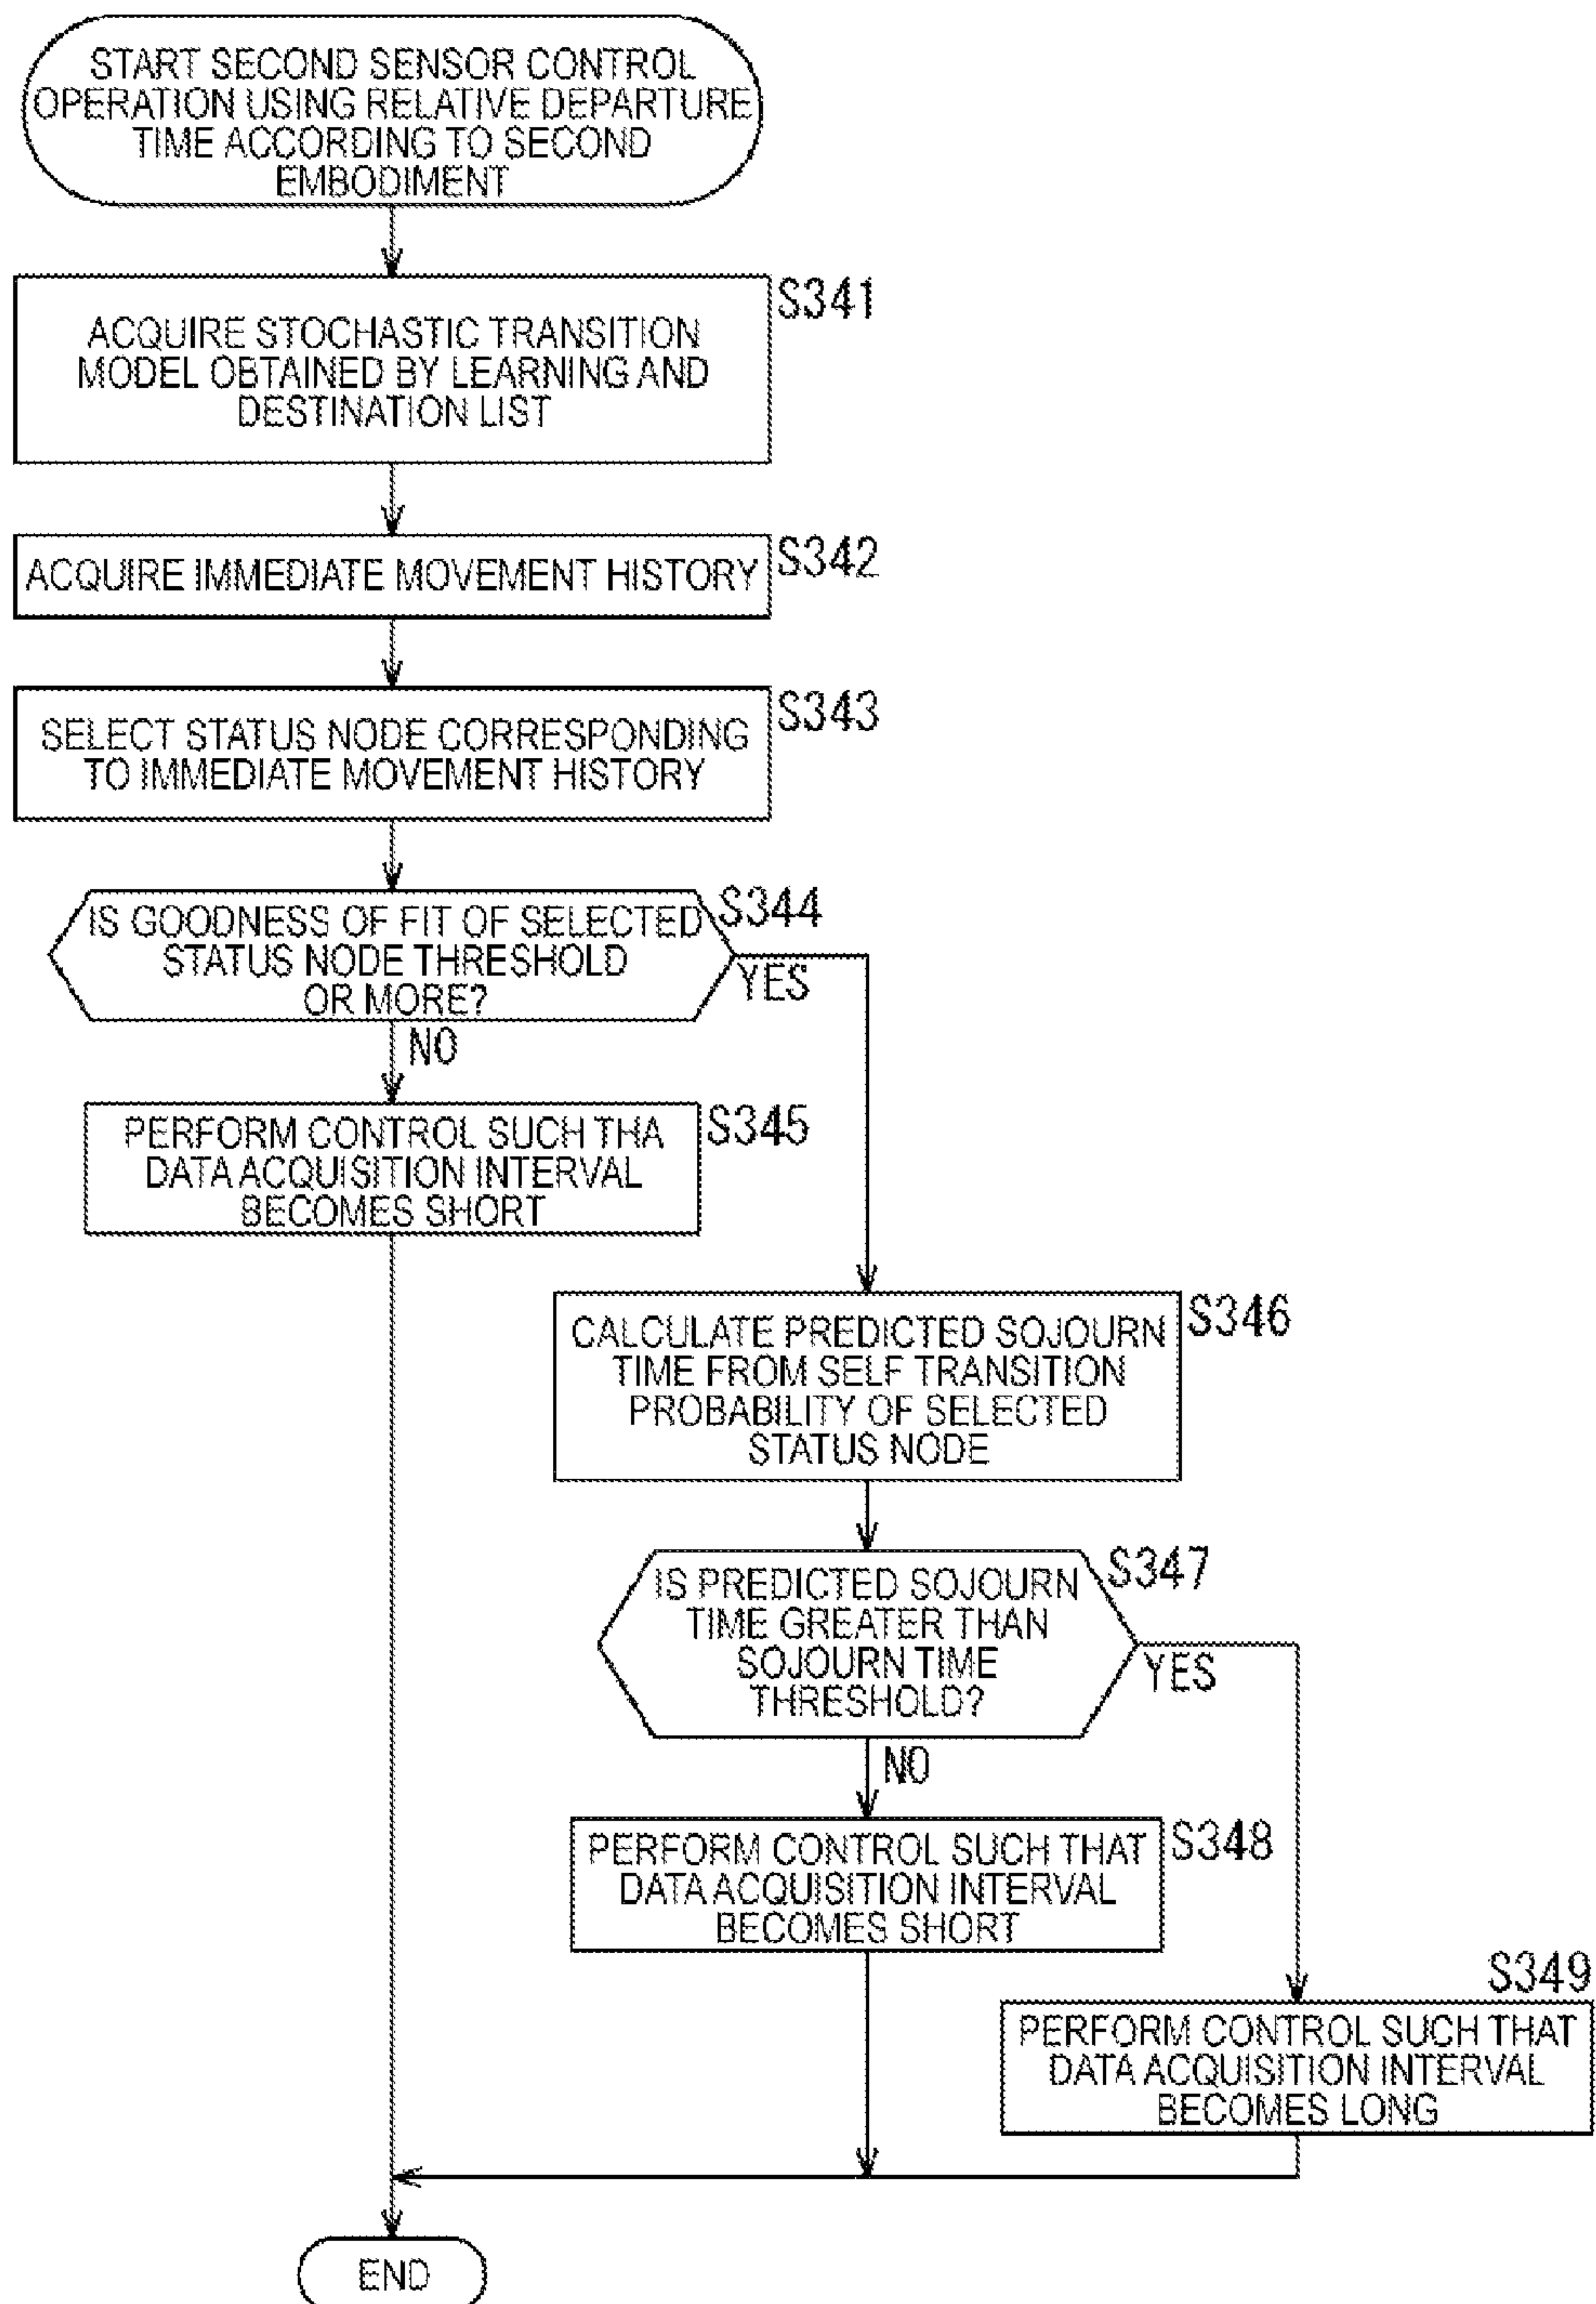 START SECOND SENSOR CONTROL
OPERATION USING RELATIVE DEPARTURE
TIME ACCORDING TO SECOND
EMBODIMENT
S341
ACQUIRE STOCHASTIC TRANSITION
MODEL OBTAINED BY LEARNING AND
DESTINATION LIST
S342
ACQUIRE IMMEDIATE MOVEMENT HISTORY
S343
SELECT STATUS NODE CORRESPONDING
TO IMMEDIATE MOVEMENT HISTORY
S344
IS GOODNESS OF FIT OF SELECTED
STATUS NODE THRESHOLD
OR MORE?
YES
NO
S345
PERFORM CONTROL SUCH THA
DATA ACQUISITION INTERVAL
BECOMES SHORT
S346
CALCULATE PREDICTED SOJOURN
TIME FROM SELF TRANSITION
PROBABILITY OF SELECTED
STATUS NODE
S347
IS PREDICTED SOJOURN
TIME GREATER THAN
SOJOURN TIME
THRESHOLD?
YES
NO
S348
PERFORM CONTROL SUCH THAT
DATA ACQUISITION INTERVAL
BECOMES SHORT
S349
PERFORM CONTROL SUCH THAT
DATA ACQUISITION INTERVAL
BECOMES LONG
END